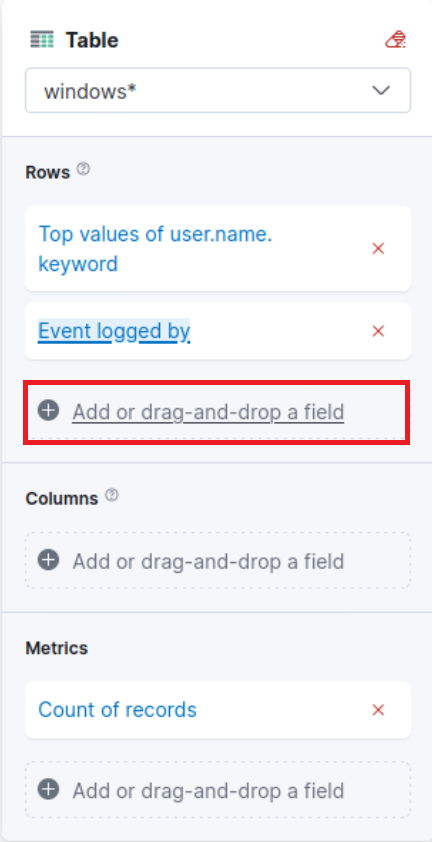 Table
windows*
Rows
Top values of user.name.
keyword
Event logged by
Add or drag-and-drop a field
Columns
Add or drag-and-drop a field
Metrics
Count of records
Add or drag-and-drop a field